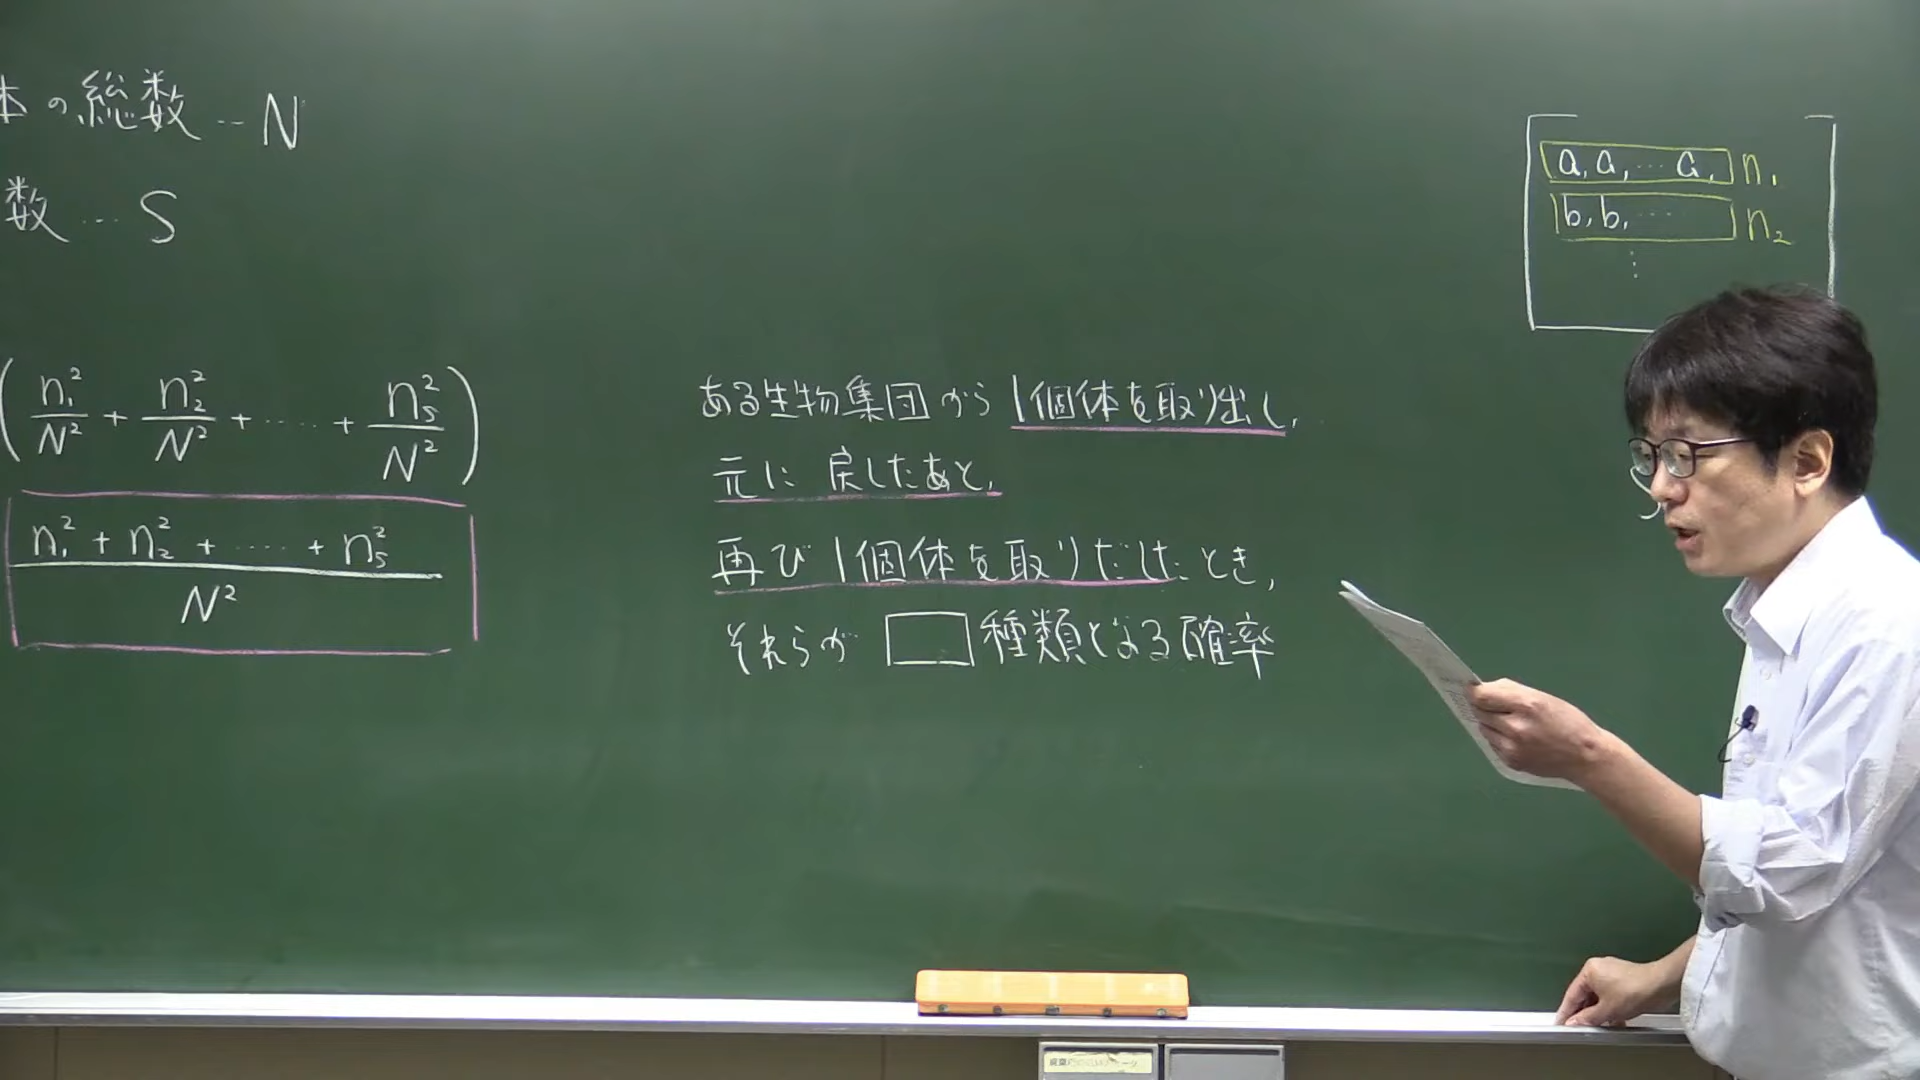 体の総数…N
数…S
(n₁²/N² + n₂²/N² + …… + nₛ²/N²)
n₁² + n₂² + …… + nₛ²
N²
ある生物集団から1個体を取り出し,
元に戻したあと,
再び1個体を取りだしたとき,
それらが□種類となる確率
a, a, … a, n₁
b, b, … n₂
⋮